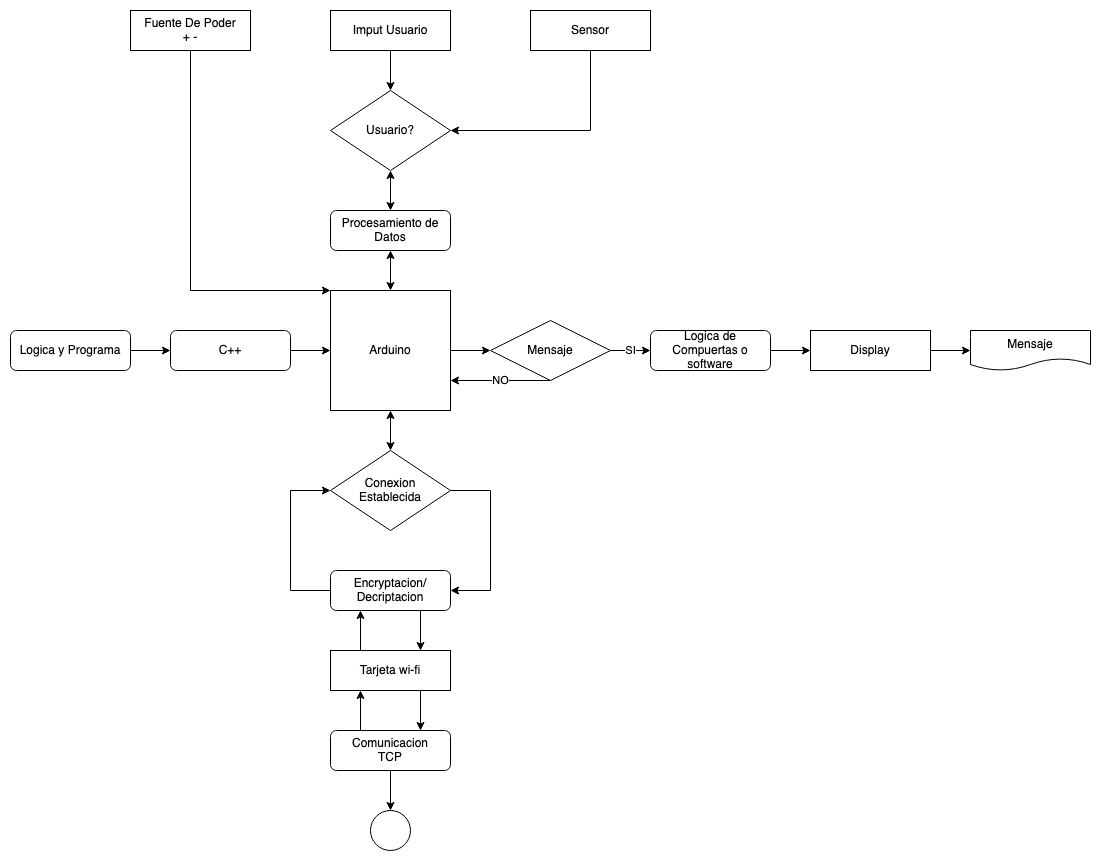 Fuente De Poder
+ -
Imput Usuario
Sensor
Usuario?
Procesamiento de
Datos
Logica y Programa
C++
Arduino
Mensaje
SI
NO
Logica de
Compuertas o
software
Display
Mensaje
Conexion
Establecida
Encryptacion/
Decriptacion
Tarjeta wi-fi
Comunicacion
TCP